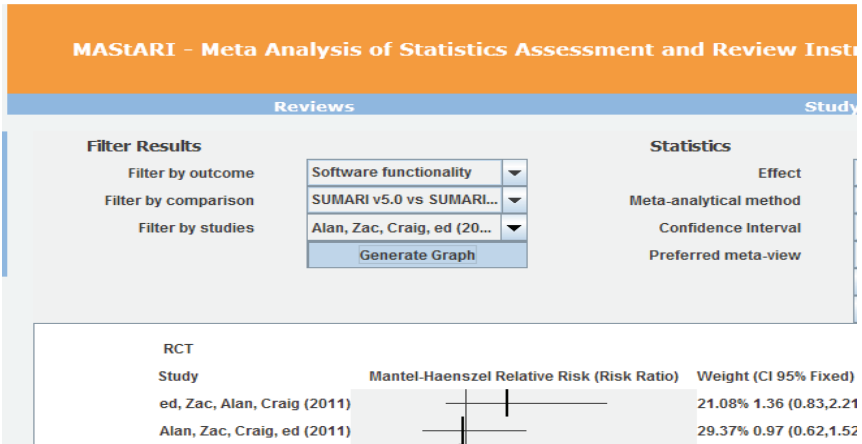 MAStARI - Meta Analysis of Statistics Assessment and Review Instr
Reviews Study
Filter Results Statistics
Filter by outcome Software functionality Effect
Filter by comparison SUMARI v5.0 vs SUMARI... Meta-analytical method
Filter by studies Alan, Zac, Craig, ed (20... Confidence Interval
Generate Graph Preferred meta-view
RCT
Study Mantel-Haenszel Relative Risk (Risk Ratio) Weight (CI 95% Fixed)
ed, Zac, Alan, Craig (2011) 21.08% 1.36 (0.83,2.21
Alan, Zac, Craig, ed (2011) 29.37% 0.97 (0.62,1.52